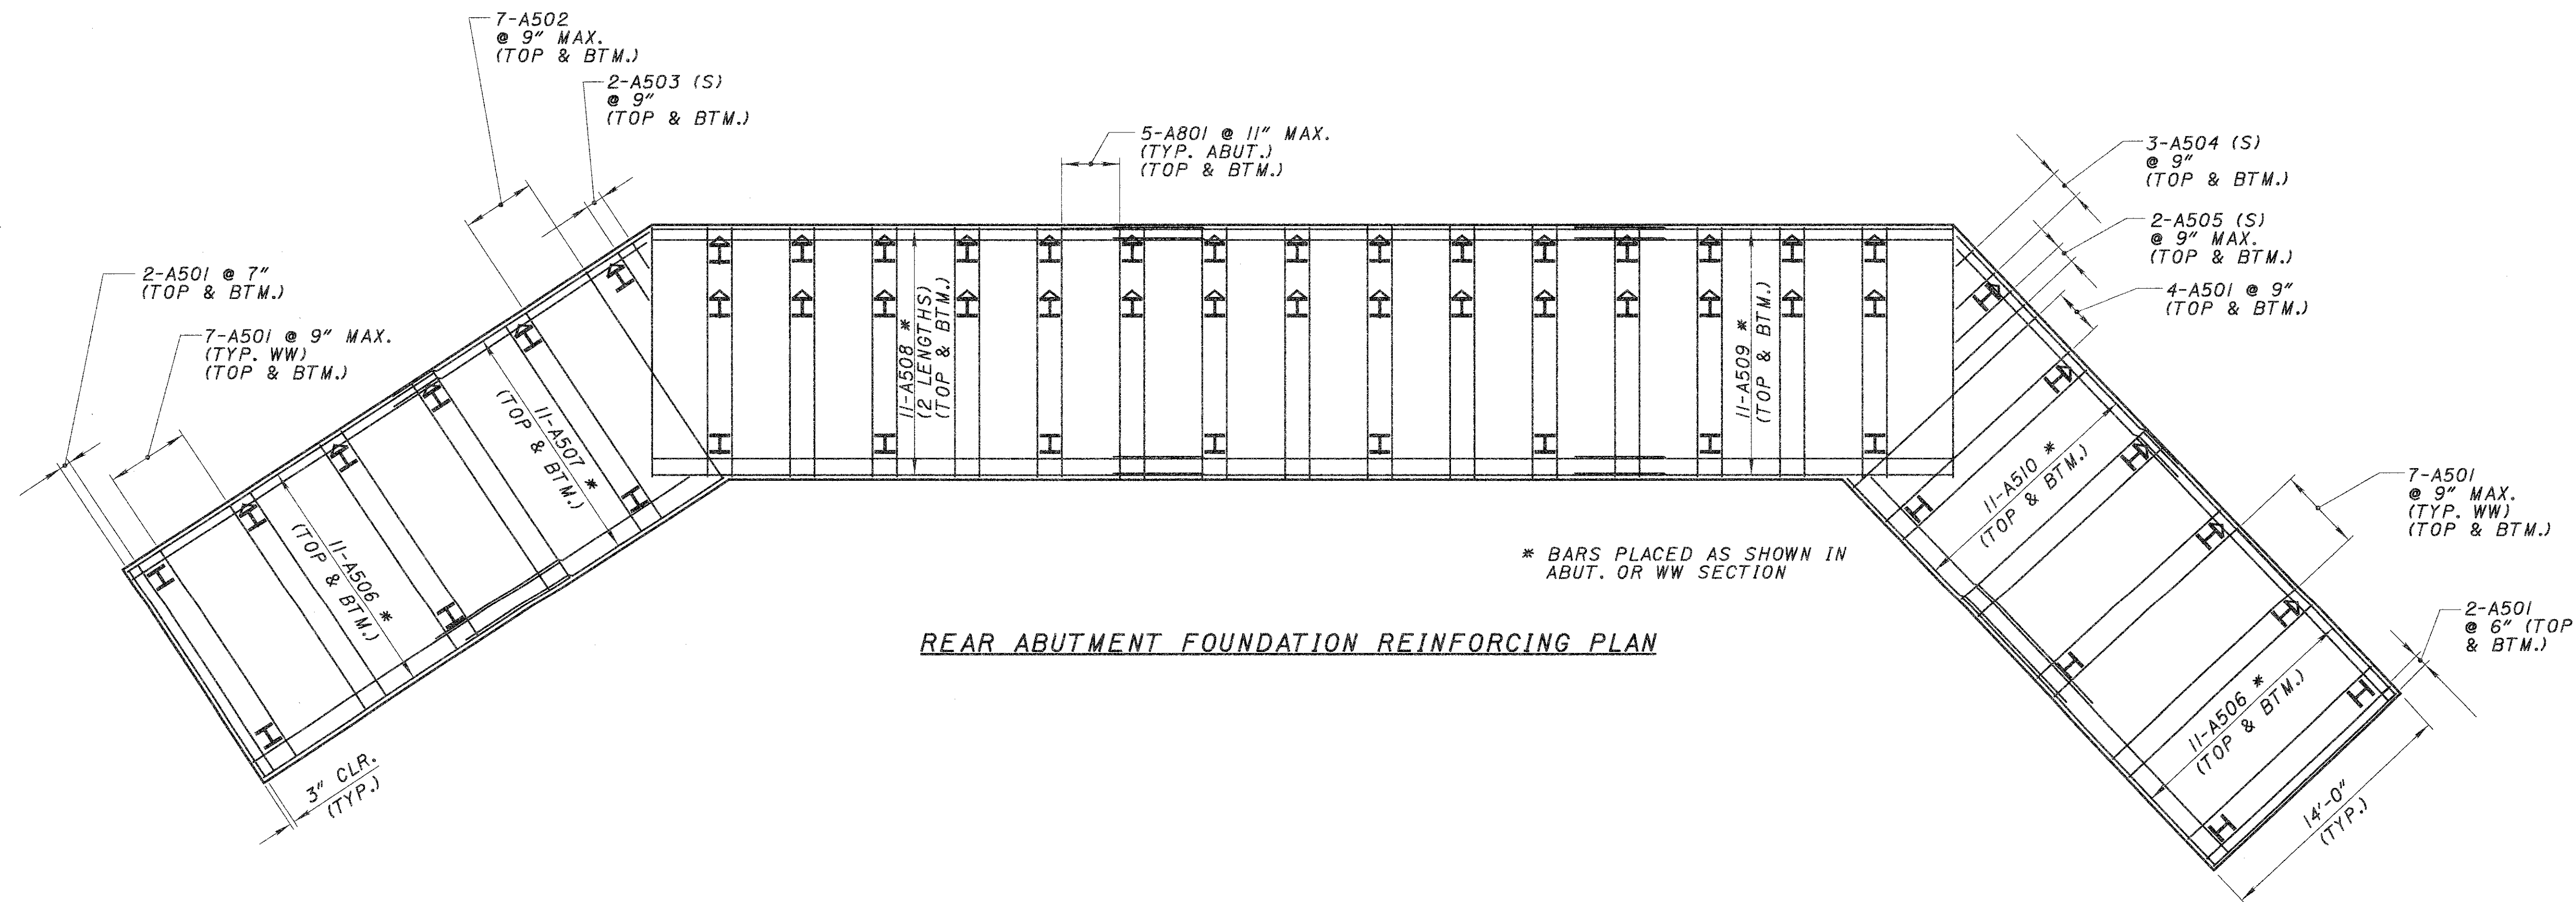 7-A502
@ 9" MAX.
(TOP & BTM.)
2-A503 (S)
@ 9"
(TOP & BTM.)
5-A801 @ 11" MAX.
(TYP. ABUT.)
(TOP & BTM.)
3-A504 (S)
@ 9"
(TOP & BTM.)
2-A505 (S)
@ 9" MAX.
(TOP & BTM.)
4-A501 @ 9"
(TOP & BTM.)
2-A501 @ 7"
(TOP & BTM.)
7-A501 @ 9" MAX.
(TYP. WW)
(TOP & BTM.)
11-A506 *
(TOP & BTM.)
11-A507 *
(TOP & BTM.)
11-A508 *
(2 LENGTHS)
(TOP & BTM.)
11-A509 *
(TOP & BTM.)
11-A510 *
(TOP & BTM.)
7-A501
@ 9" MAX.
(TYP. WW)
(TOP & BTM.)
* BARS PLACED AS SHOWN IN
ABUT. OR WW SECTION
2-A501
@ 6" (TOP
& BTM.)
11-A506 *
(TOP & BTM.)
14'-0"
(TYP.)
3" CLR.
(TYP.)
REAR ABUTMENT FOUNDATION REINFORCING PLAN